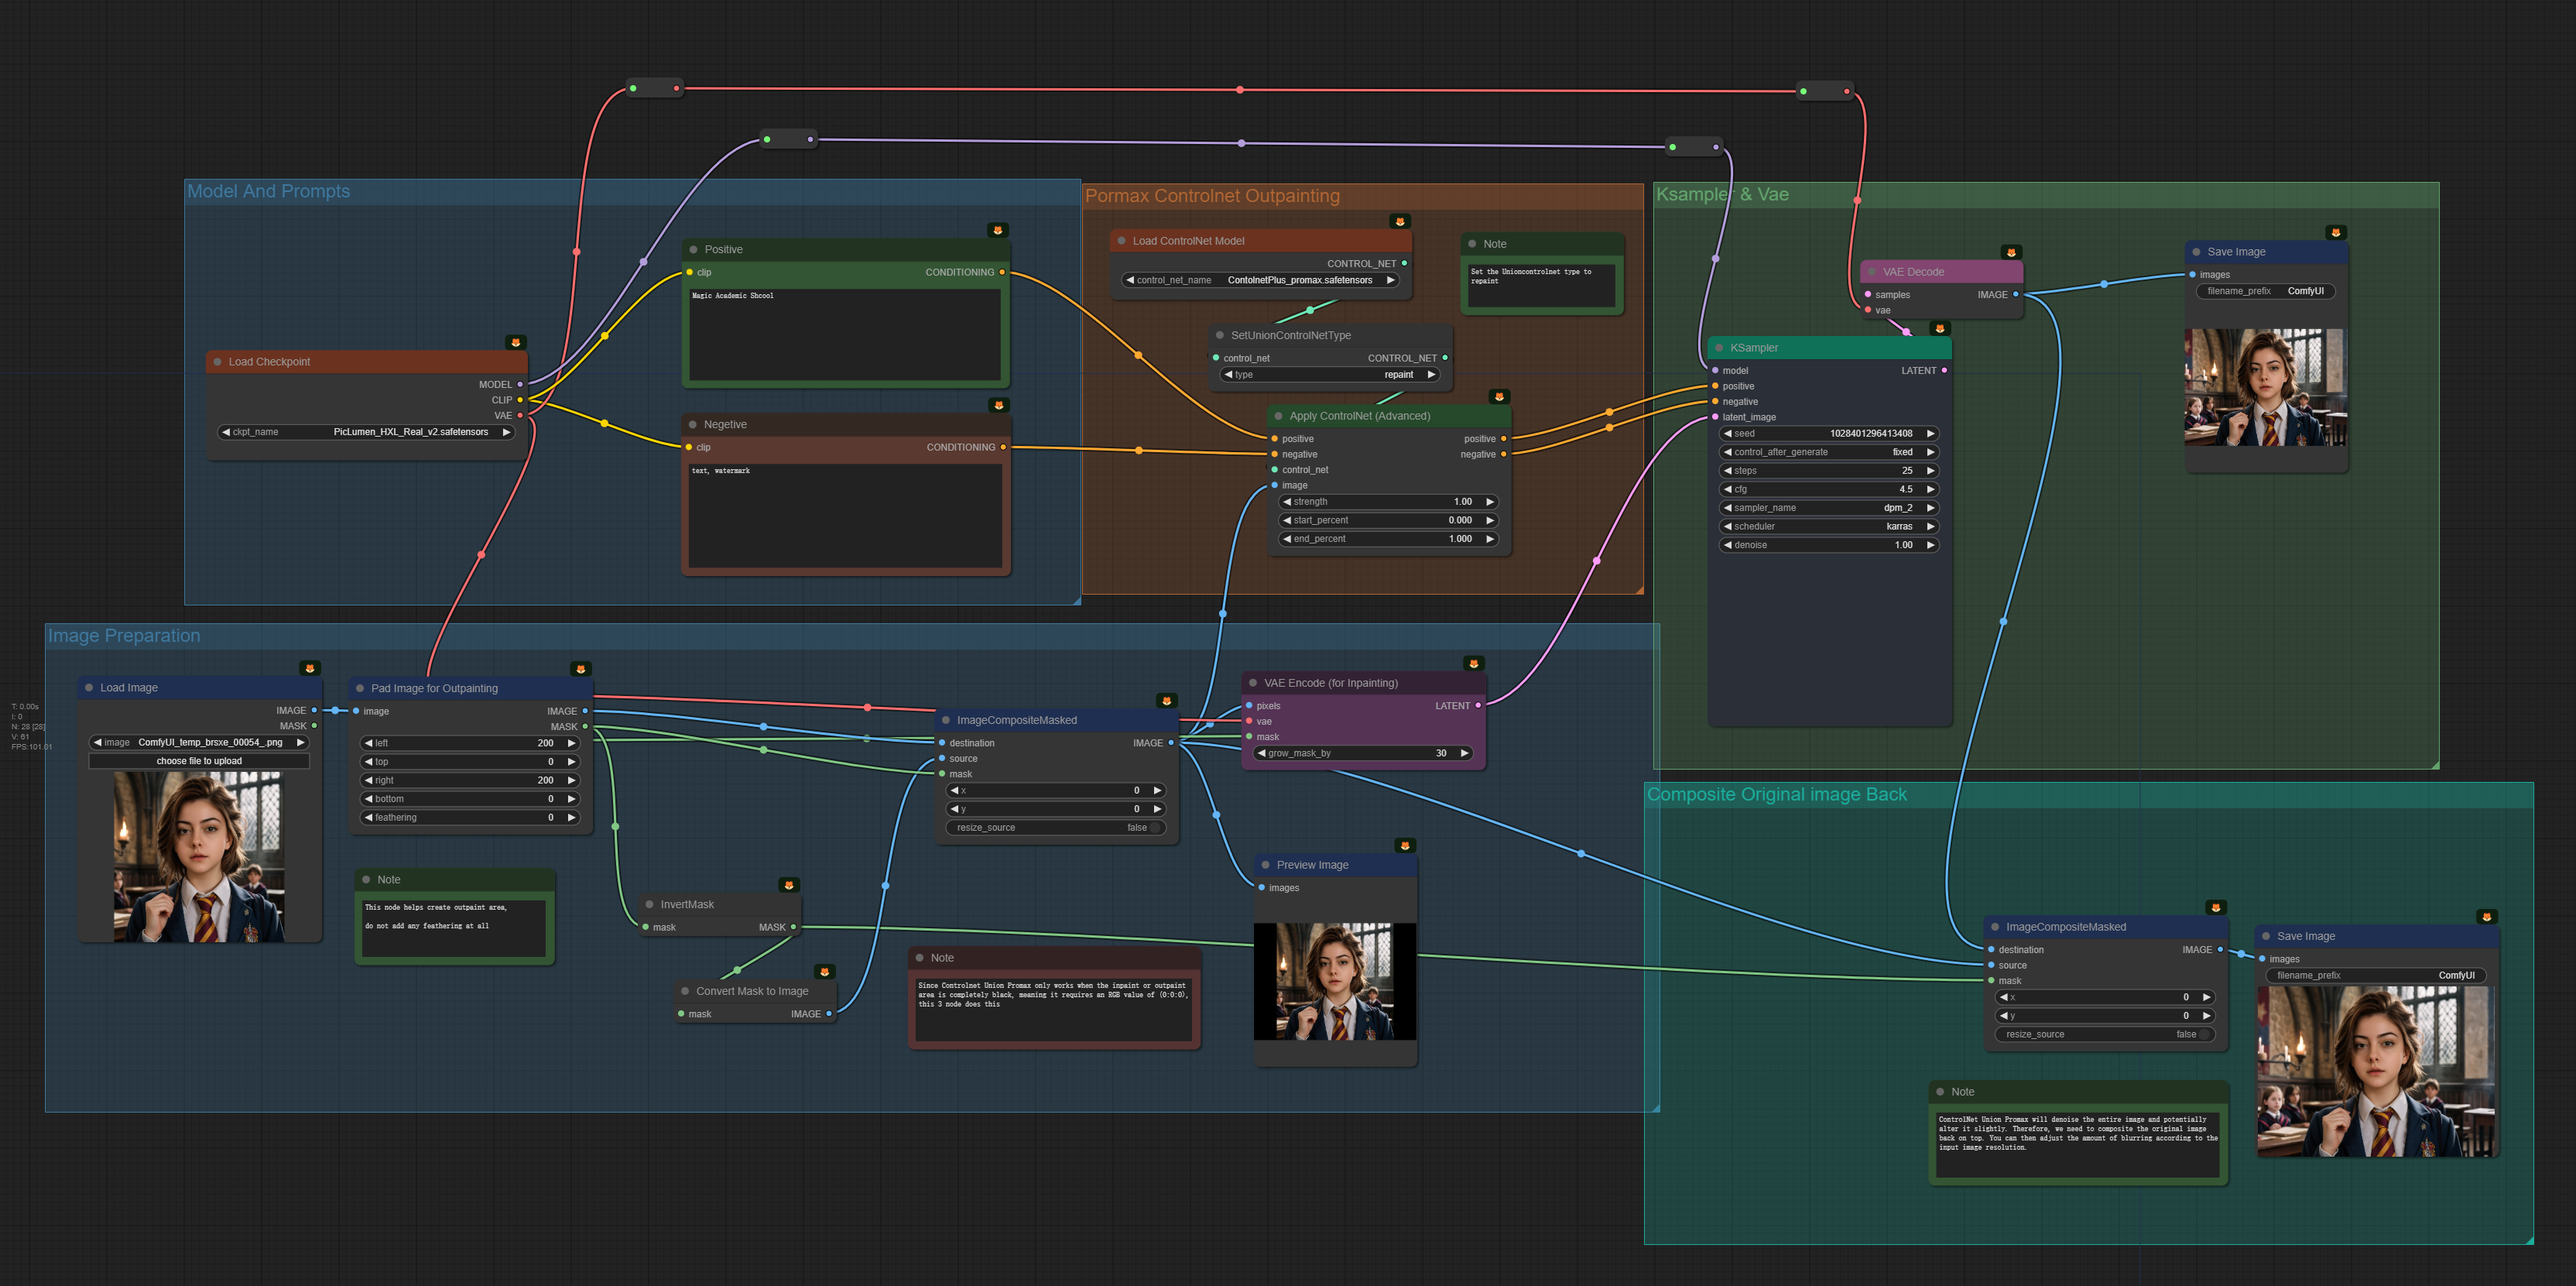 Model And Prompts
Load Checkpoint
MODEL
CLIP
VAE
ckpt_name PicLumen_HXL_Real_v2.safetensors
Positive
clip CONDITIONING
Magic Academic Shcool
Negetive
clip CONDITIONING
text, watermark
Pormax Controlnet Outpainting
Load ControlNet Model
CONTROL_NET
control_net_name ContolnetPlus_promax.safetensors
Note
Set the Unioncontrolnet type to
repaint
SetUnionControlNetType
control_net CONTROL_NET
type repaint
Apply ControlNet (Advanced)
positive positive
negative negative
control_net
image
strength 1.00
start_percent 0.000
end_percent 1.000
Ksampler & Vae
VAE Decode
samples IMAGE
vae
Save Image
images
filename_prefix ComfyUI
KSampler
model LATENT
positive
negative
latent_image
seed 1028401296413408
control_after_generate fixed
steps 25
cfg 4.5
sampler_name dpm_2
scheduler karras
denoise 1.00
Image Preparation
T: 0.00s
I: 0
N: 28 [28]
V: 61
FPS:101.01
Load Image
IMAGE
MASK
image ComfyUI_temp_brsxe_00054_.png
choose file to upload
Pad Image for Outpainting
image IMAGE
MASK
left 200
top 0
right 200
bottom 0
feathering 0
Note
This node helps create outpaint area,
do not add any feathering at all
InvertMask
mask MASK
Convert Mask to Image
mask IMAGE
ImageCompositeMasked
destination IMAGE
source
mask
x 0
y 0
resize_source false
Note
Since Controlnet Union Promax only works when the inpaint or outpaint
area is completely black, meaning it requires an RGB value of (0:0:0),
this 3 node does this
VAE Encode (for Inpainting)
pixels LATENT
vae
mask
grow_mask_by 30
Preview Image
images
Composite Original image Back
ImageCompositeMasked
destination IMAGE
source
mask
x 0
y 0
resize_source false
Save Image
images
filename_prefix ComfyUI
Note
ControlNet Union Promax will denoise the entire image and potentially
alter it slightly. Therefore, we need to composite the original image
back on top. You can then adjust the amount of blurring according to the
input image resolution.